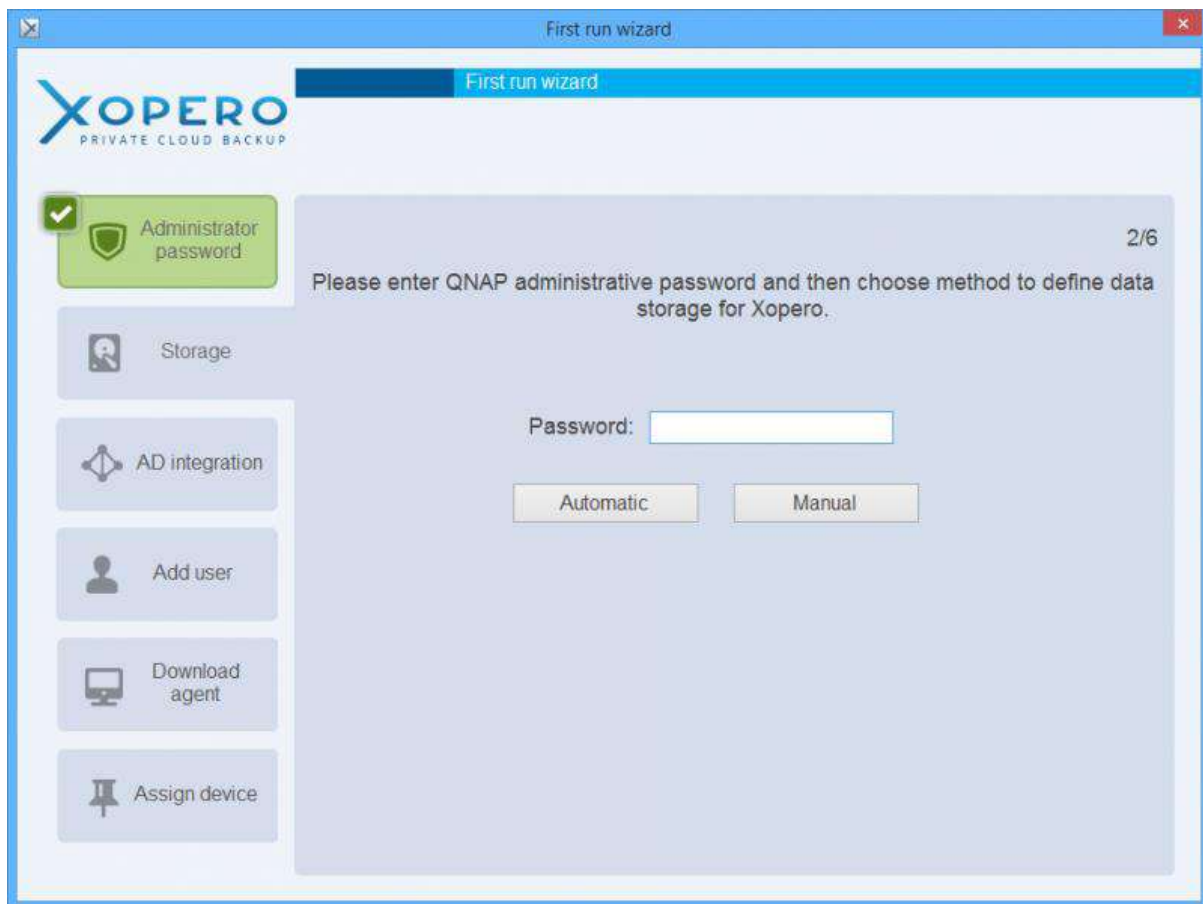 First run wizard
First run wizard
XOPERO
PRIVATE CLOUD BACKUP
Administrator
password
Storage
AD integration
Add user
Download
agent
Assign device
2/6
Please enter QNAP administrative password and then choose method to define data
storage for Xopero.
Password:
Automatic
Manual